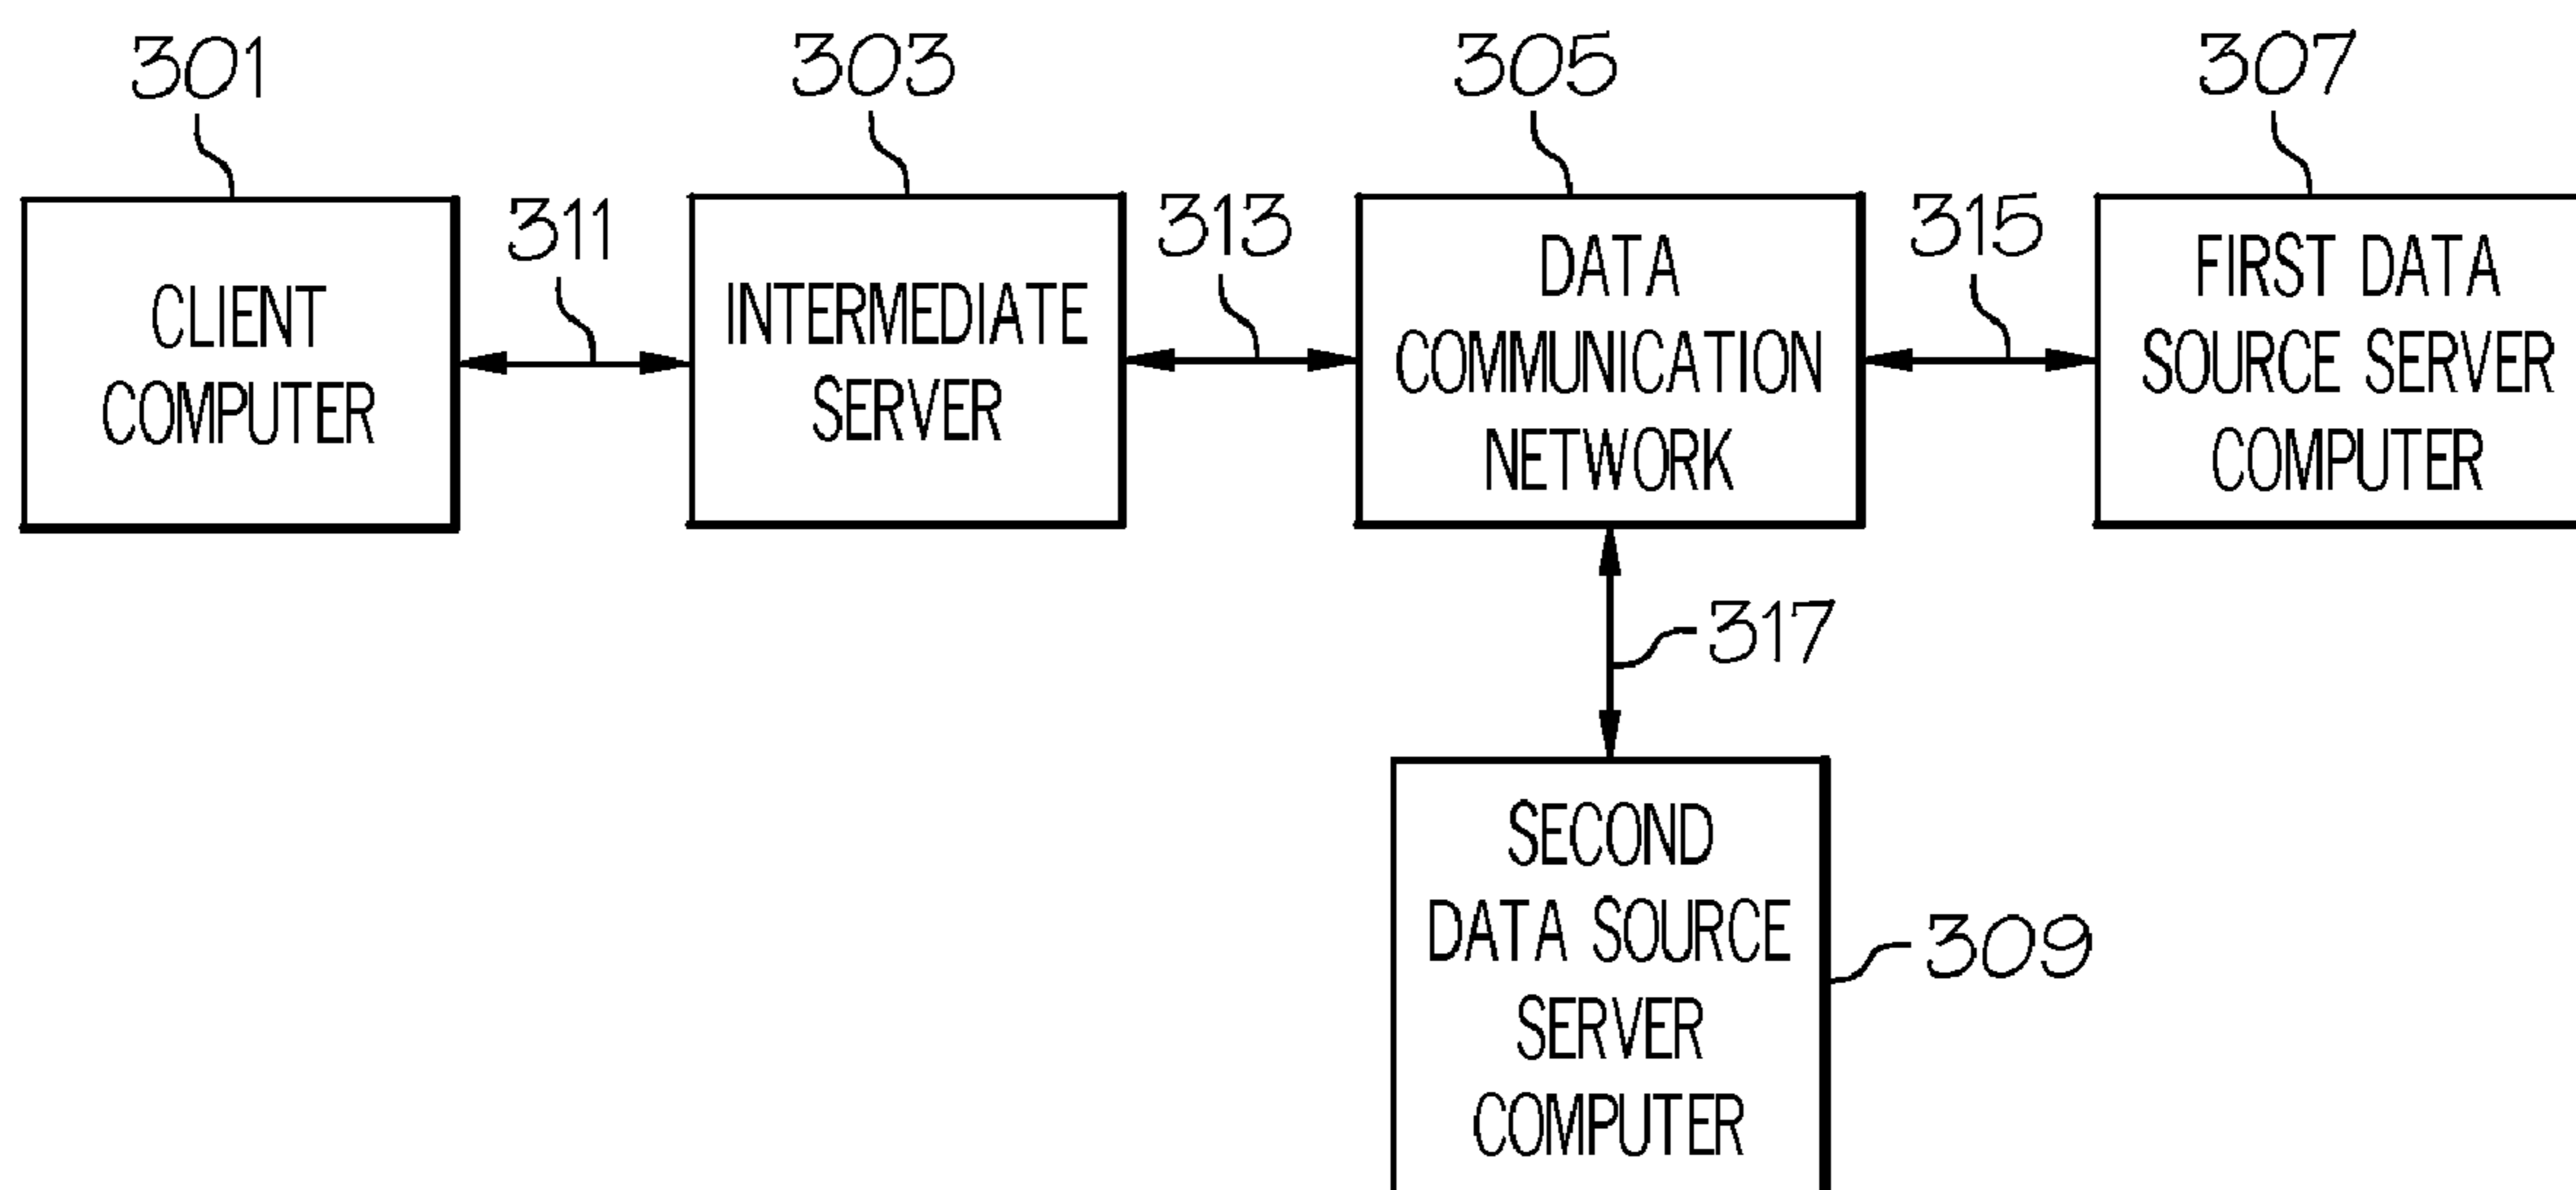 301
303
305
307
311
313
315
CLIENT
COMPUTER
INTERMEDIATE
SERVER
DATA
COMMUNICATION
NETWORK
FIRST DATA
SOURCE SERVER
COMPUTER
317
SECOND
DATA SOURCE
SERVER
COMPUTER
309